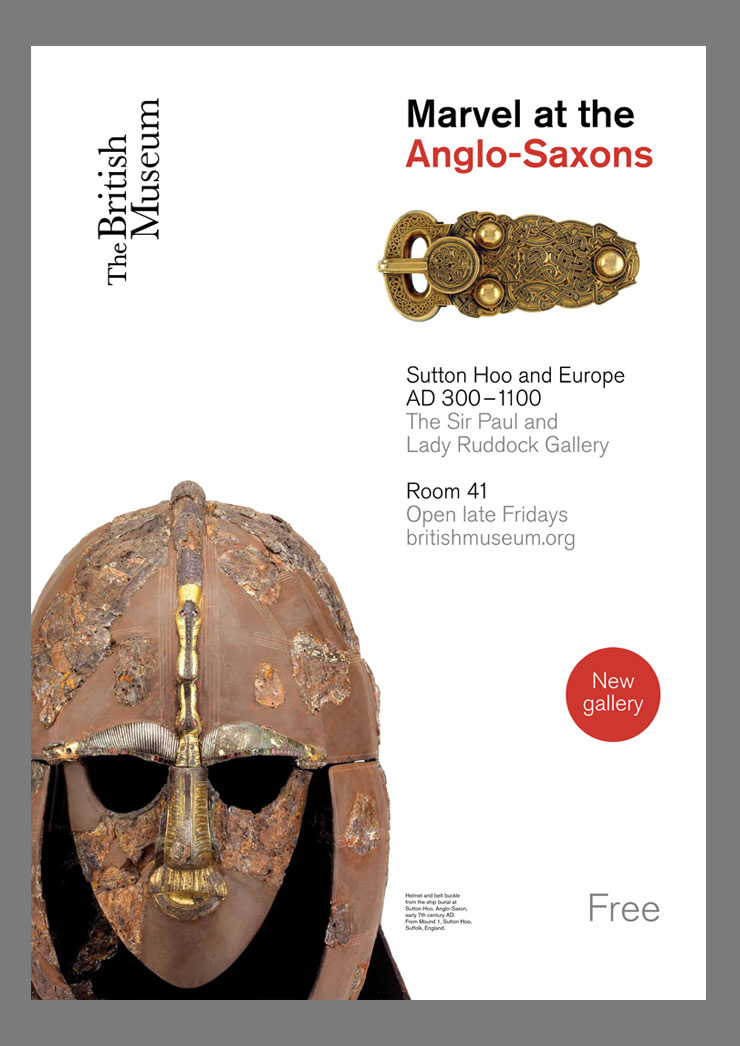 The British
Museum
Marvel at the
Anglo-Saxons
Sutton Hoo and Europe
AD 300–1100
The Sir Paul and
Lady Ruddock Gallery
Room 41
Open late Fridays
britishmuseum.org
New
gallery
Helmet and belt buckle
from the ship burial at
Sutton Hoo. Anglo-Saxon,
early 7th century AD.
From Mound 1, Sutton Hoo,
Suffolk, England.
Free